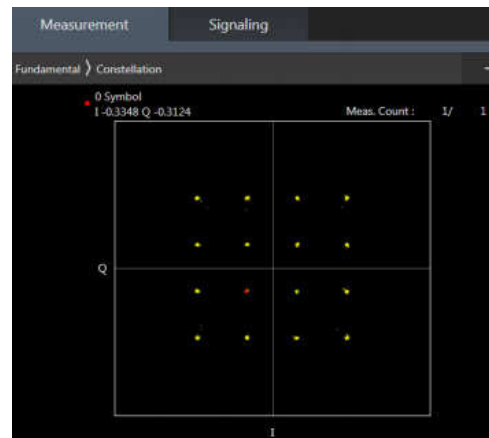 Measurement Signaling
Fundamental ⟩ Constellation
0 Symbol
I -0.3348 Q -0.3124 Meas. Count : 1/ 1
Q
I